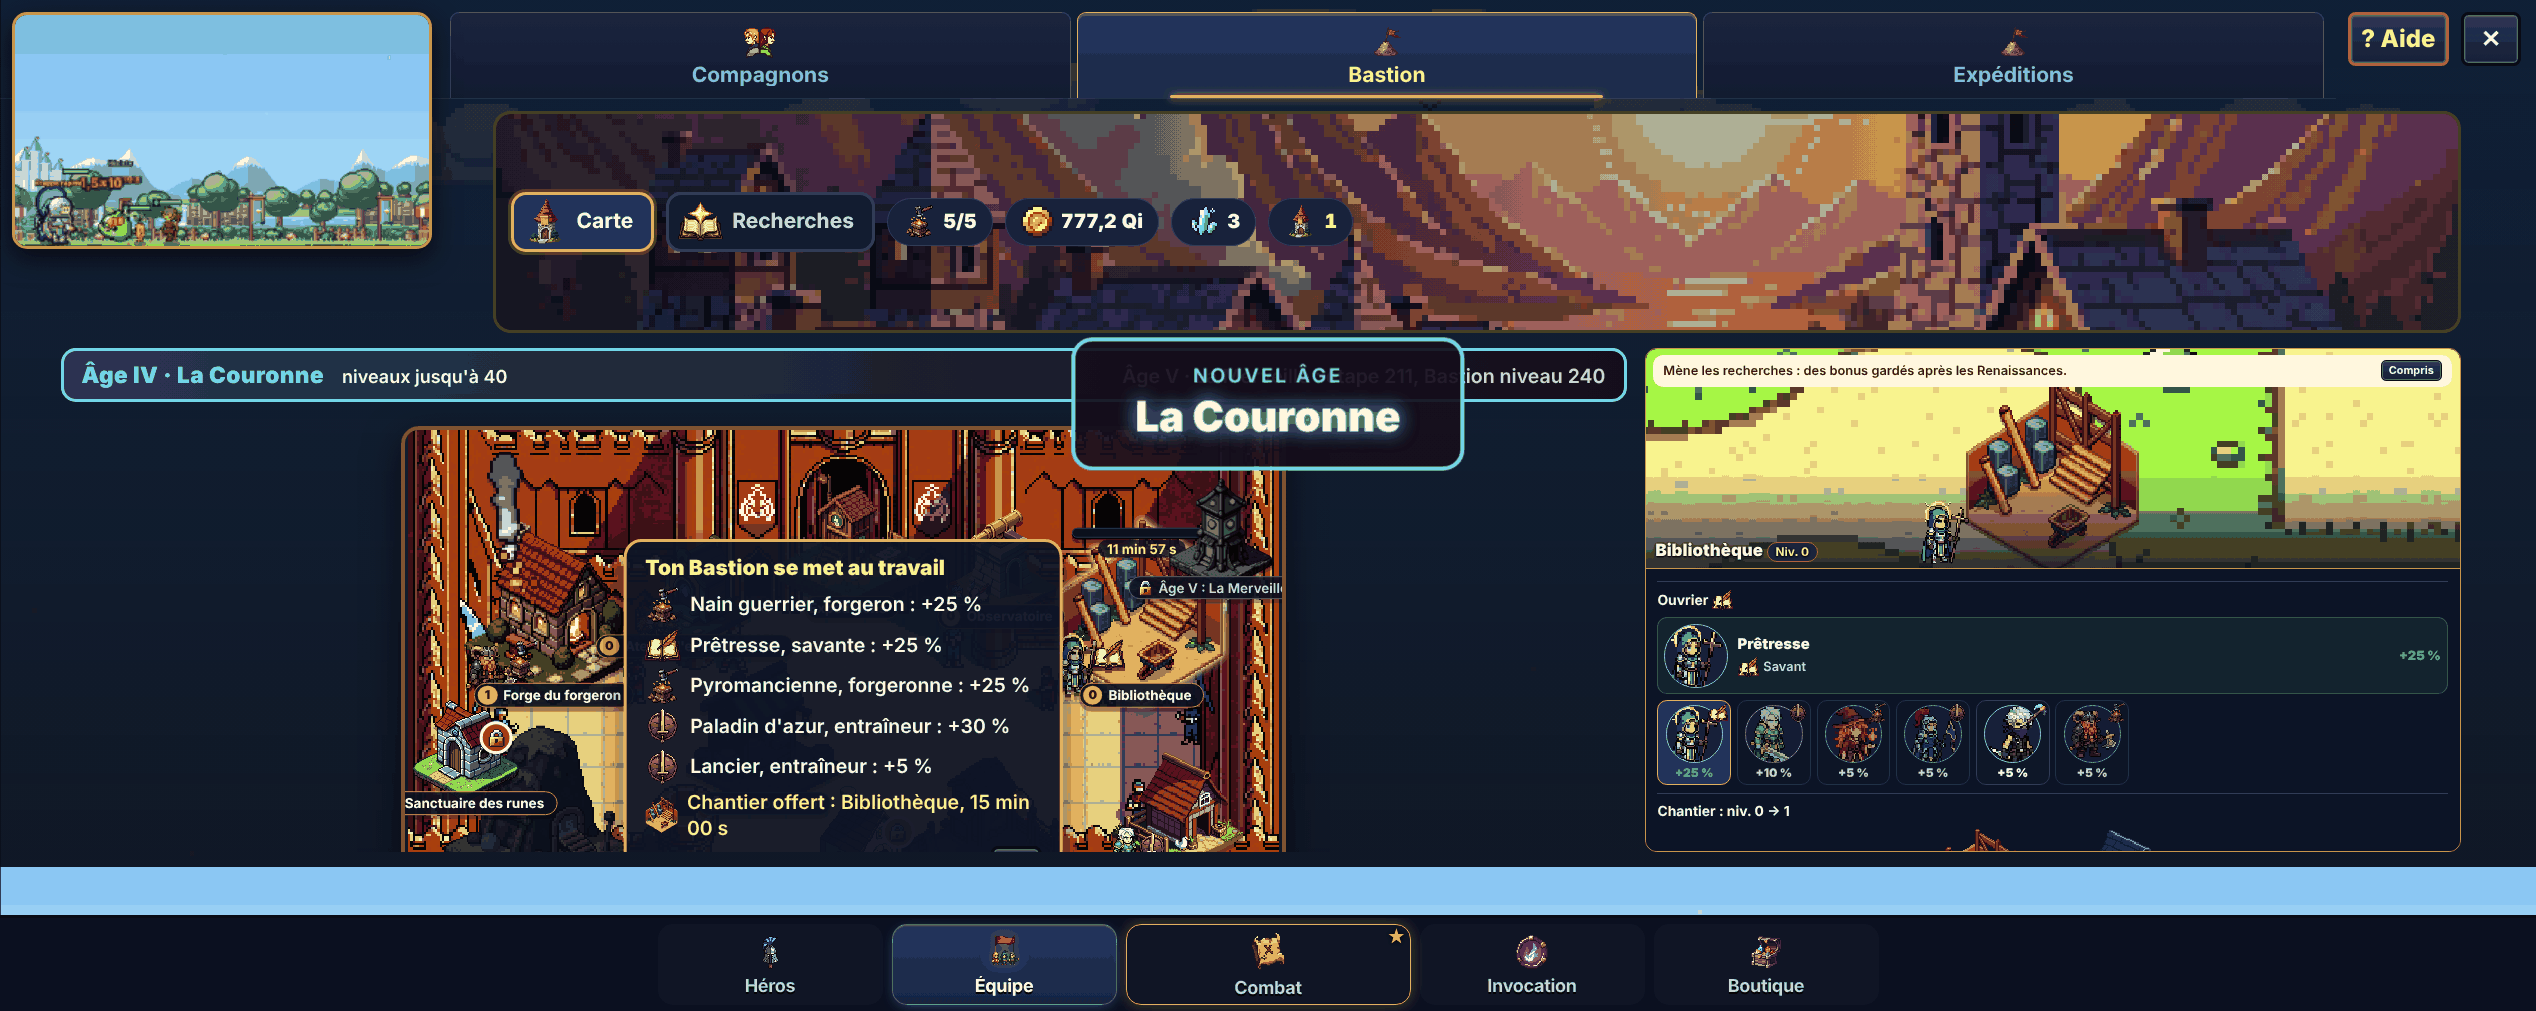 Compagnons
Bastion
Expéditions
? Aide
×
Carte
Recherches
5/5
777,2 Qi
3
1
Âge IV · La Couronne niveaux jusqu'à 40
ion niveau 240
NOUVEL ÂGE
La Couronne
Mène les recherches : des bonus gardés après les Renaissances.
Compris
Bibliothèque Niv. 0
Ouvrier
Prêtresse
Savant
+25 %
+25 %
+10 %
+5 %
+5 %
+5 %
+5 %
Chantier : niv. 0 → 1
11 min 57 s
Âge V : La Merveill
Ton Bastion se met au travail
Nain guerrier, forgeron : +25 %
Prêtresse, savante : +25 %
Pyromancienne, forgeronne : +25 %
Paladin d'azur, entraîneur : +30 %
Lancier, entraîneur : +5 %
Chantier offert : Bibliothèque, 15 min
00 s
0
1 Forge du forgeron
0 Bibliothèque
Sanctuaire des runes
Héros
Équipe
Combat
Invocation
Boutique